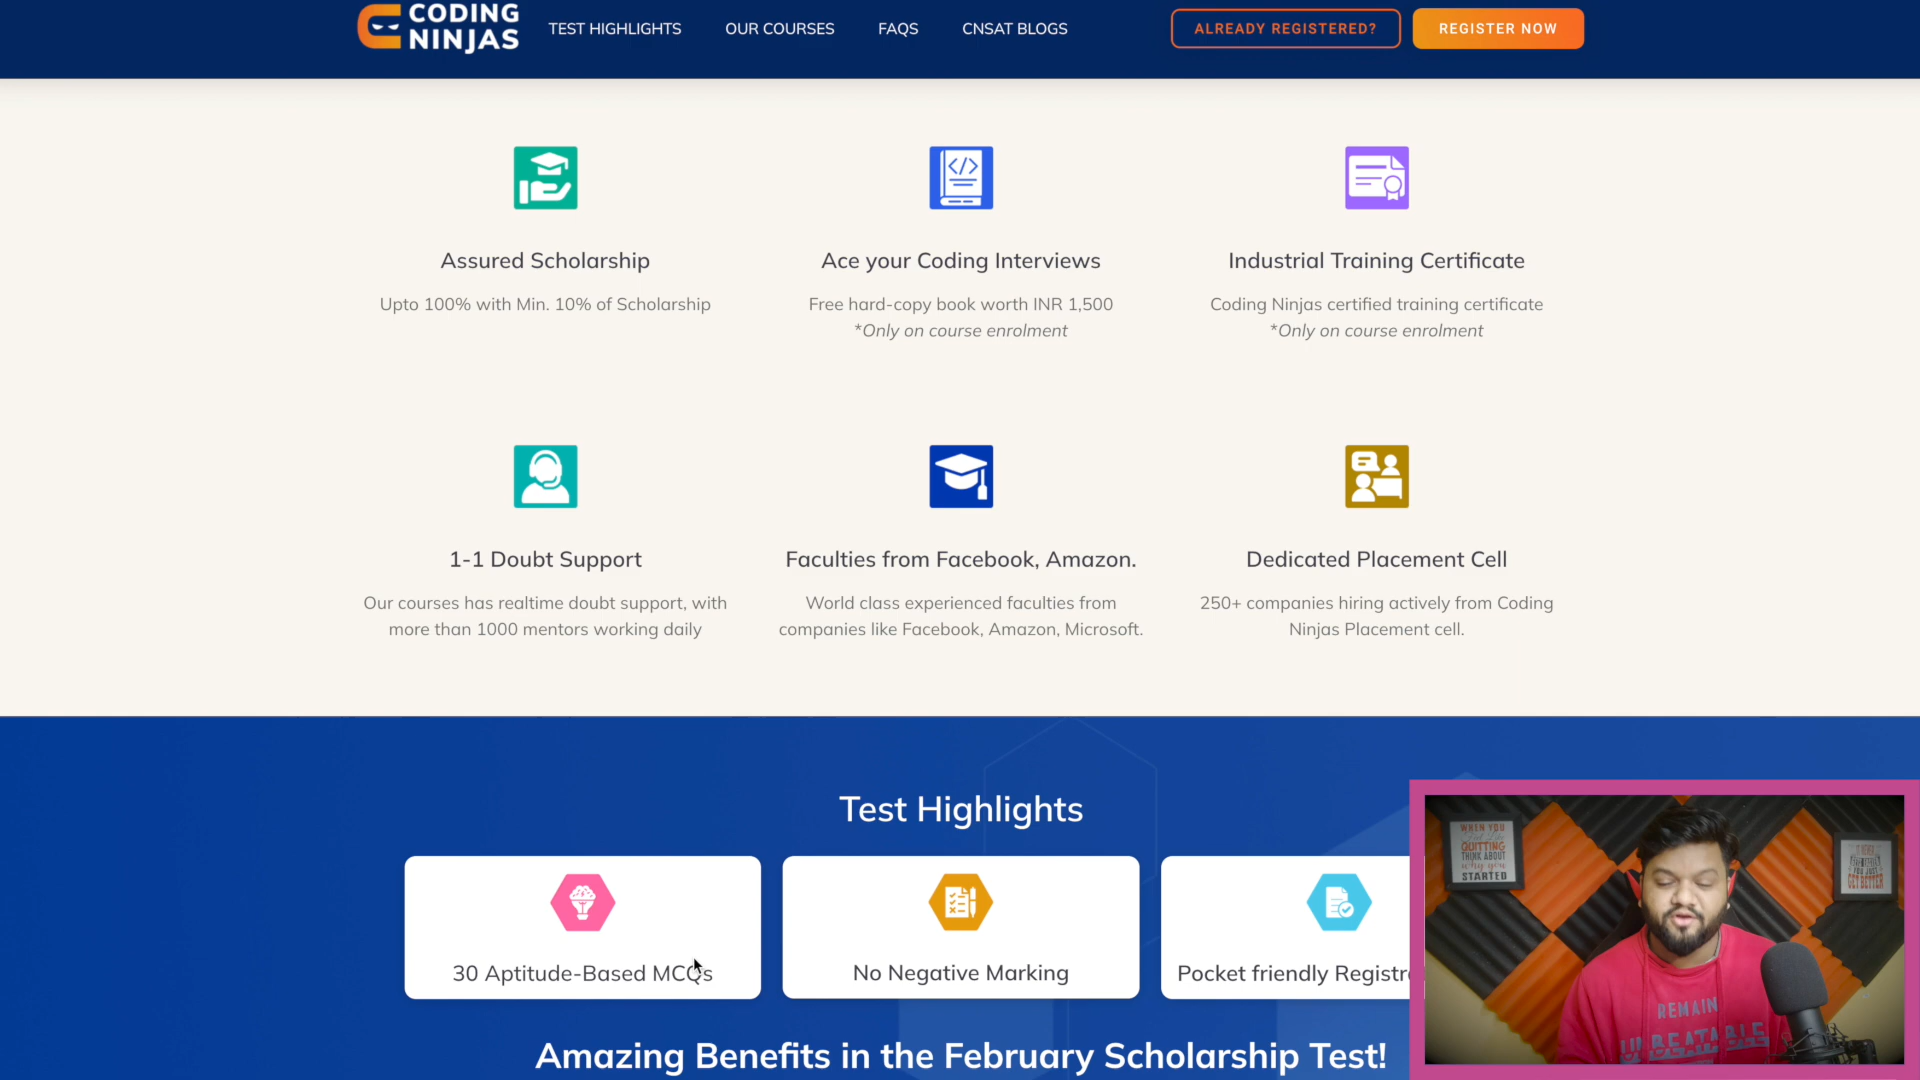 CODING
NINJAS
TEST HIGHLIGHTS
OUR COURSES
FAQS
CNSAT BLOGS
ALREADY REGISTERED?
REGISTER NOW
Assured Scholarship
Upto 100% with Min. 10% of Scholarship
Ace your Coding Interviews
Free hard-copy book worth INR 1,500
*Only on course enrolment
Industrial Training Certificate
Coding Ninjas certified training certificate
*Only on course enrolment
1-1 Doubt Support
Our courses has realtime doubt support, with
more than 1000 mentors working daily
Faculties from Facebook, Amazon.
World class experienced faculties from
companies like Facebook, Amazon, Microsoft.
Dedicated Placement Cell
250+ companies hiring actively from Coding
Ninjas Placement cell.
Test Highlights
30 Aptitude-Based MCQs
No Negative Marking
Pocket friendly Registr
Amazing Benefits in the February Scholarship Test!
WHEN YOU
QUITTING
THINK ABOUT
why you
STARTED
GET BETTER
REMAIN
UNBEATABLE